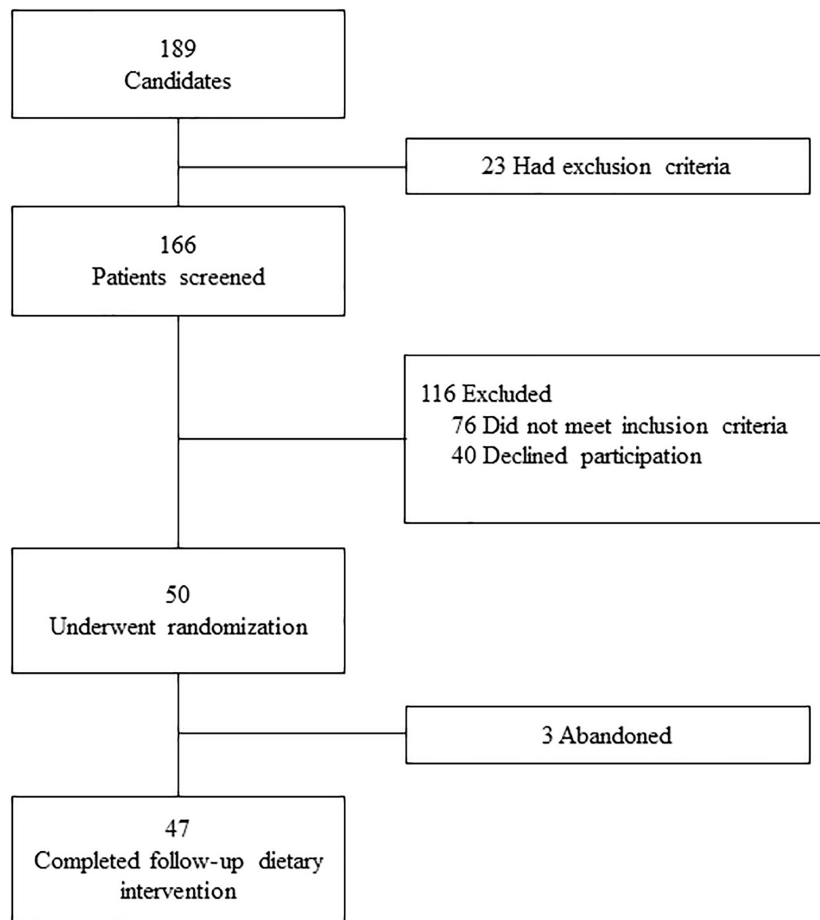 189
Candidates
23 Had exclusion criteria
166
Patients screened
116 Excluded
76 Did not meet inclusion criteria
40 Declined participation
50
Underwent randomization
3 Abandoned
47
Completed follow-up dietary
intervention